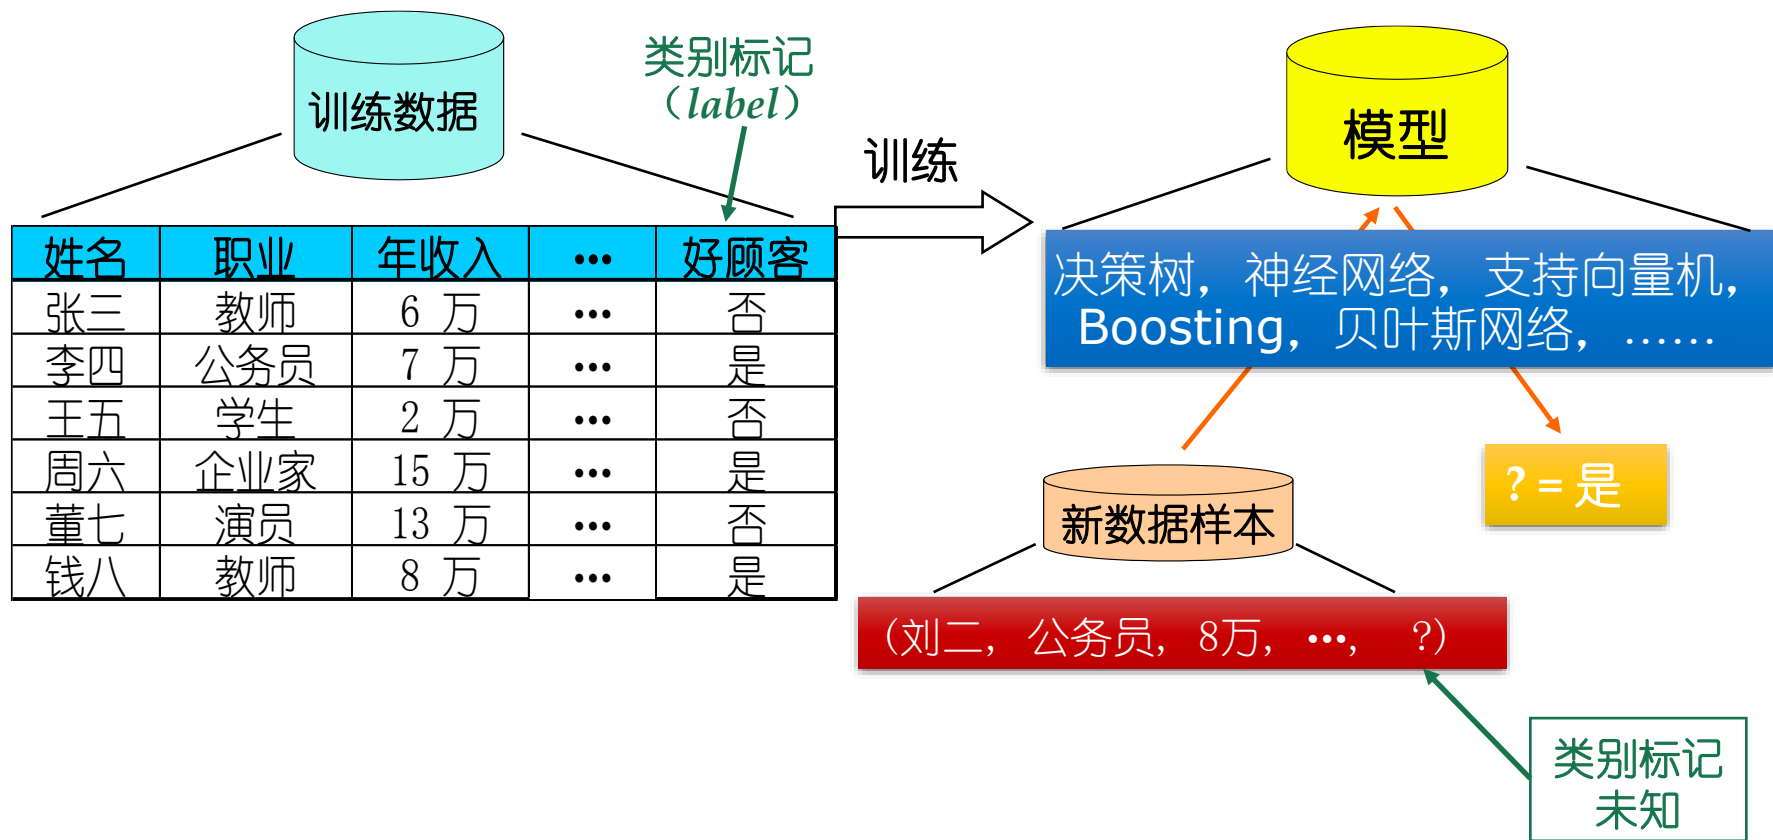 训练数据
类别标记
（label）
姓名 职业 年收入 ... 好顾客
张三 教师 6 万 ... 否
李四 公务员 7 万 ... 是
王五 学生 2 万 ... 否
周六 企业家 15 万 ... 是
董七 演员 13 万 ... 否
钱八 教师 8 万 ... 是
训练
模型
决策树，神经网络，支持向量机，
Boosting，贝叶斯网络，……
新数据样本
（刘二，公务员，8万，…， ?）
? = 是
类别标记
未知